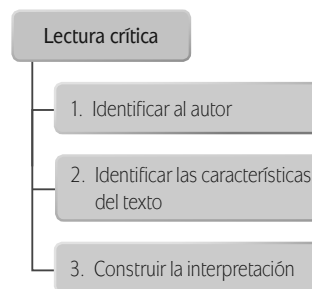 Lectura crítica
1. Identificar al autor
2. Identificar las características
del texto
3. Construir la interpretación